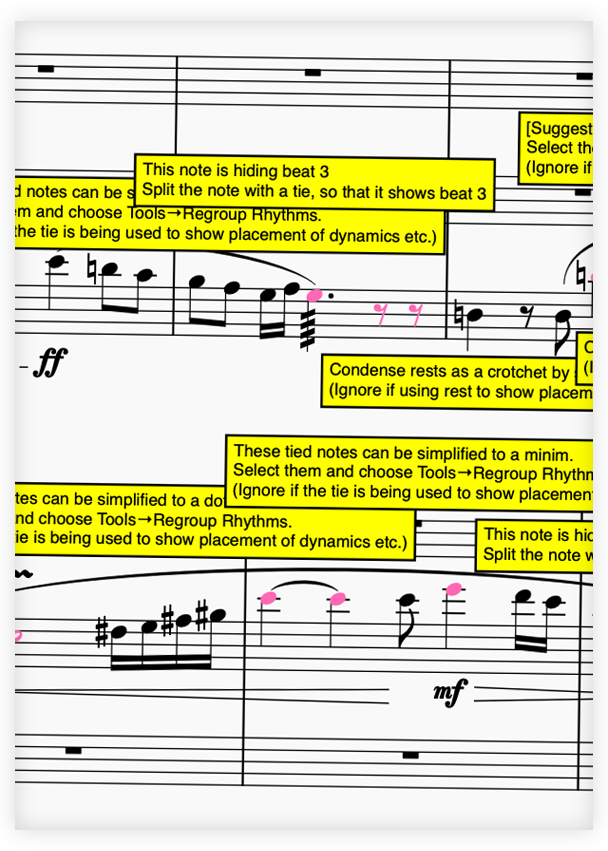 [Suggest
Select the
(Ignore if
This note is hiding beat 3
Split the note with a tie, so that it shows beat 3
d notes can be s
em and choose Tools→Regroup Rhythms.
the tie is being used to show placement of dynamics etc.)
ff
Condense rests as a crotchet by
(Ignore if using rest to show placem
C
(I
These tied notes can be simplified to a minim.
Select them and choose Tools→Regroup Rhythm
(Ignore if the tie is being used to show placement
tes can be simplified to a do
nd choose Tools→Regroup Rhythms.
ie is being used to show placement of dynamics etc.)
This note is hid
Split the note w
mf